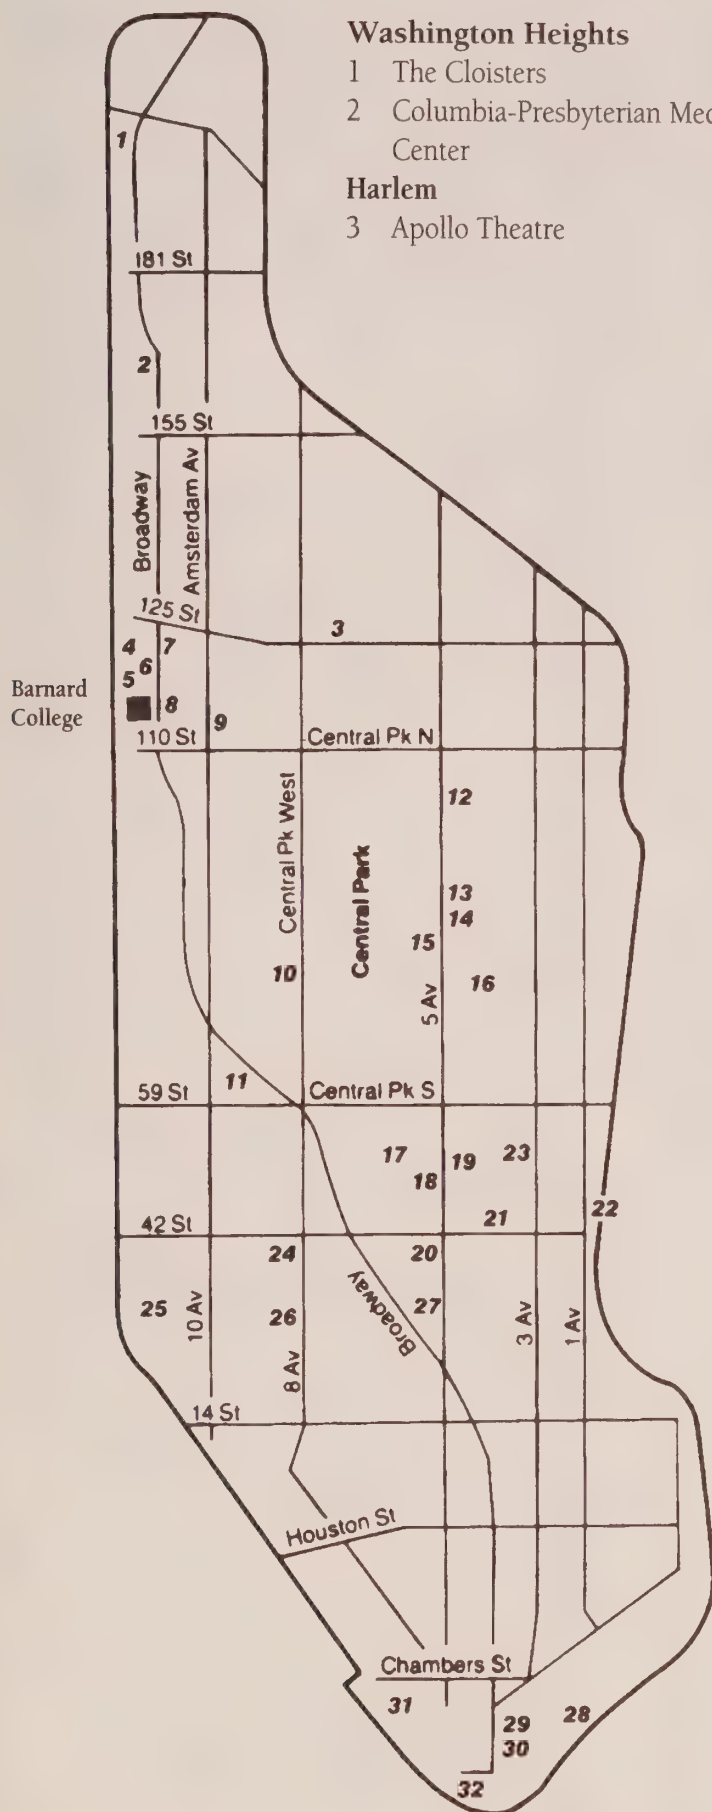 Washington Heights
1 The Cloisters
2 Columbia-Presbyterian Med
Center
Harlem
3 Apollo Theatre
1
181 St
2
155 St
Broadway
Amsterdam Av
125 St
3
4 7
6
5
Barnard
College
8
9
110 St
Central Pk N
Central Pk West
Central Park
12
13
14
15
10
16
5 Av
11
59 St
Central Pk S
17
18
19
23
22
21
42 St
24
20
Broadway
25
10 Av
26
8 Av
27
3 Av
1 Av
14 St
Houston St
Chambers St
31
29
28
30
32